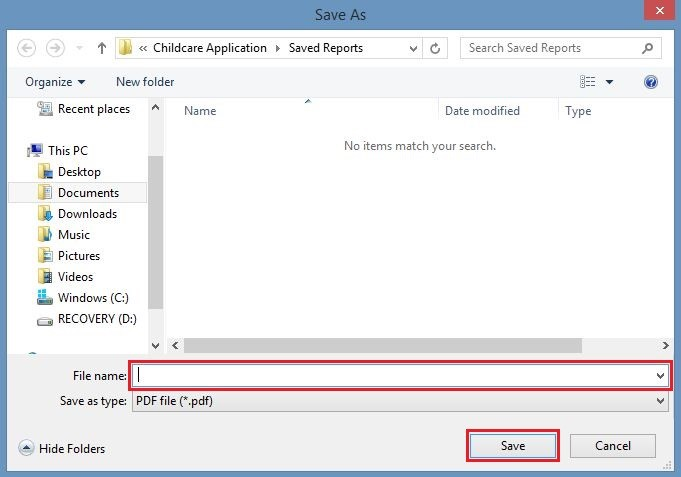 Save As
« Childcare Application Saved Reports
Search Saved Reports
Organize
New folder
Name
Date modified
Type
No items match your search.
Recent places
This PC
Desktop
Documents
Downloads
Music
Pictures
Videos
Windows (C:)
RECOVERY (D:)
File name:
Save as type: PDF file (*.pdf)
Hide Folders
Save
Cancel